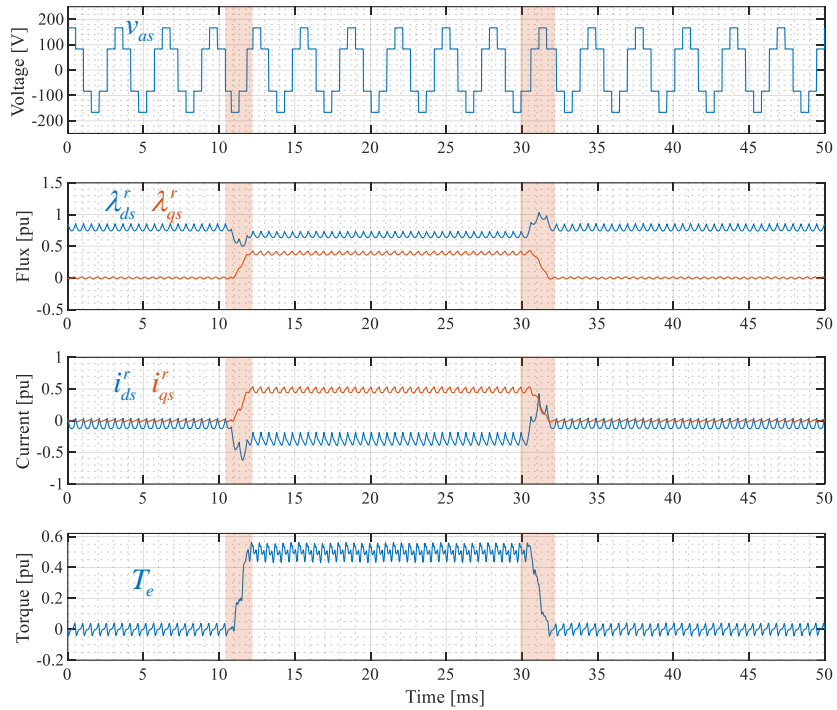 Voltage [V]
200
100
0
-100
-200
v_as
0 5 10 15 20 25 30 35 40 45 50
Flux [pu]
1.5
1
0.5
0
-0.5
λ^r_ds λ^r_qs
0 5 10 15 20 25 30 35 40 45 50
Current [pu]
1
0.5
0
-0.5
-1
i^r_ds i^r_qs
0 5 10 15 20 25 30 35 40 45 50
Torque [pu]
0.6
0.4
0.2
0
-0.2
T_e
0 5 10 15 20 25 30 35 40 45 50
Time [ms]